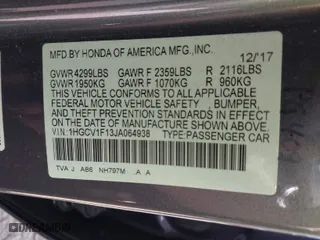 MFD. BY HONDA OF AMERICA MFG.,INC. 12/17
GVWR 4299LBS GAWR F 2359LBS R 2116LBS
GVWR 1950KG GAWR F 1070KG R 960KG
THIS VEHICLE CONFORMS TO ALL APPLICABLE
FEDERAL MOTOR VEHICLE SAFETY, BUMPER,
AND THEFT PREVENTION STANDARDS IN EFFECT
ON THE DATE OF MANUFACTURE SHOWN ABOVE.
VIN:1HGCV1F13JA064938 TYPE:PASSENGER CAR
TVA J AB6 NH797M A A